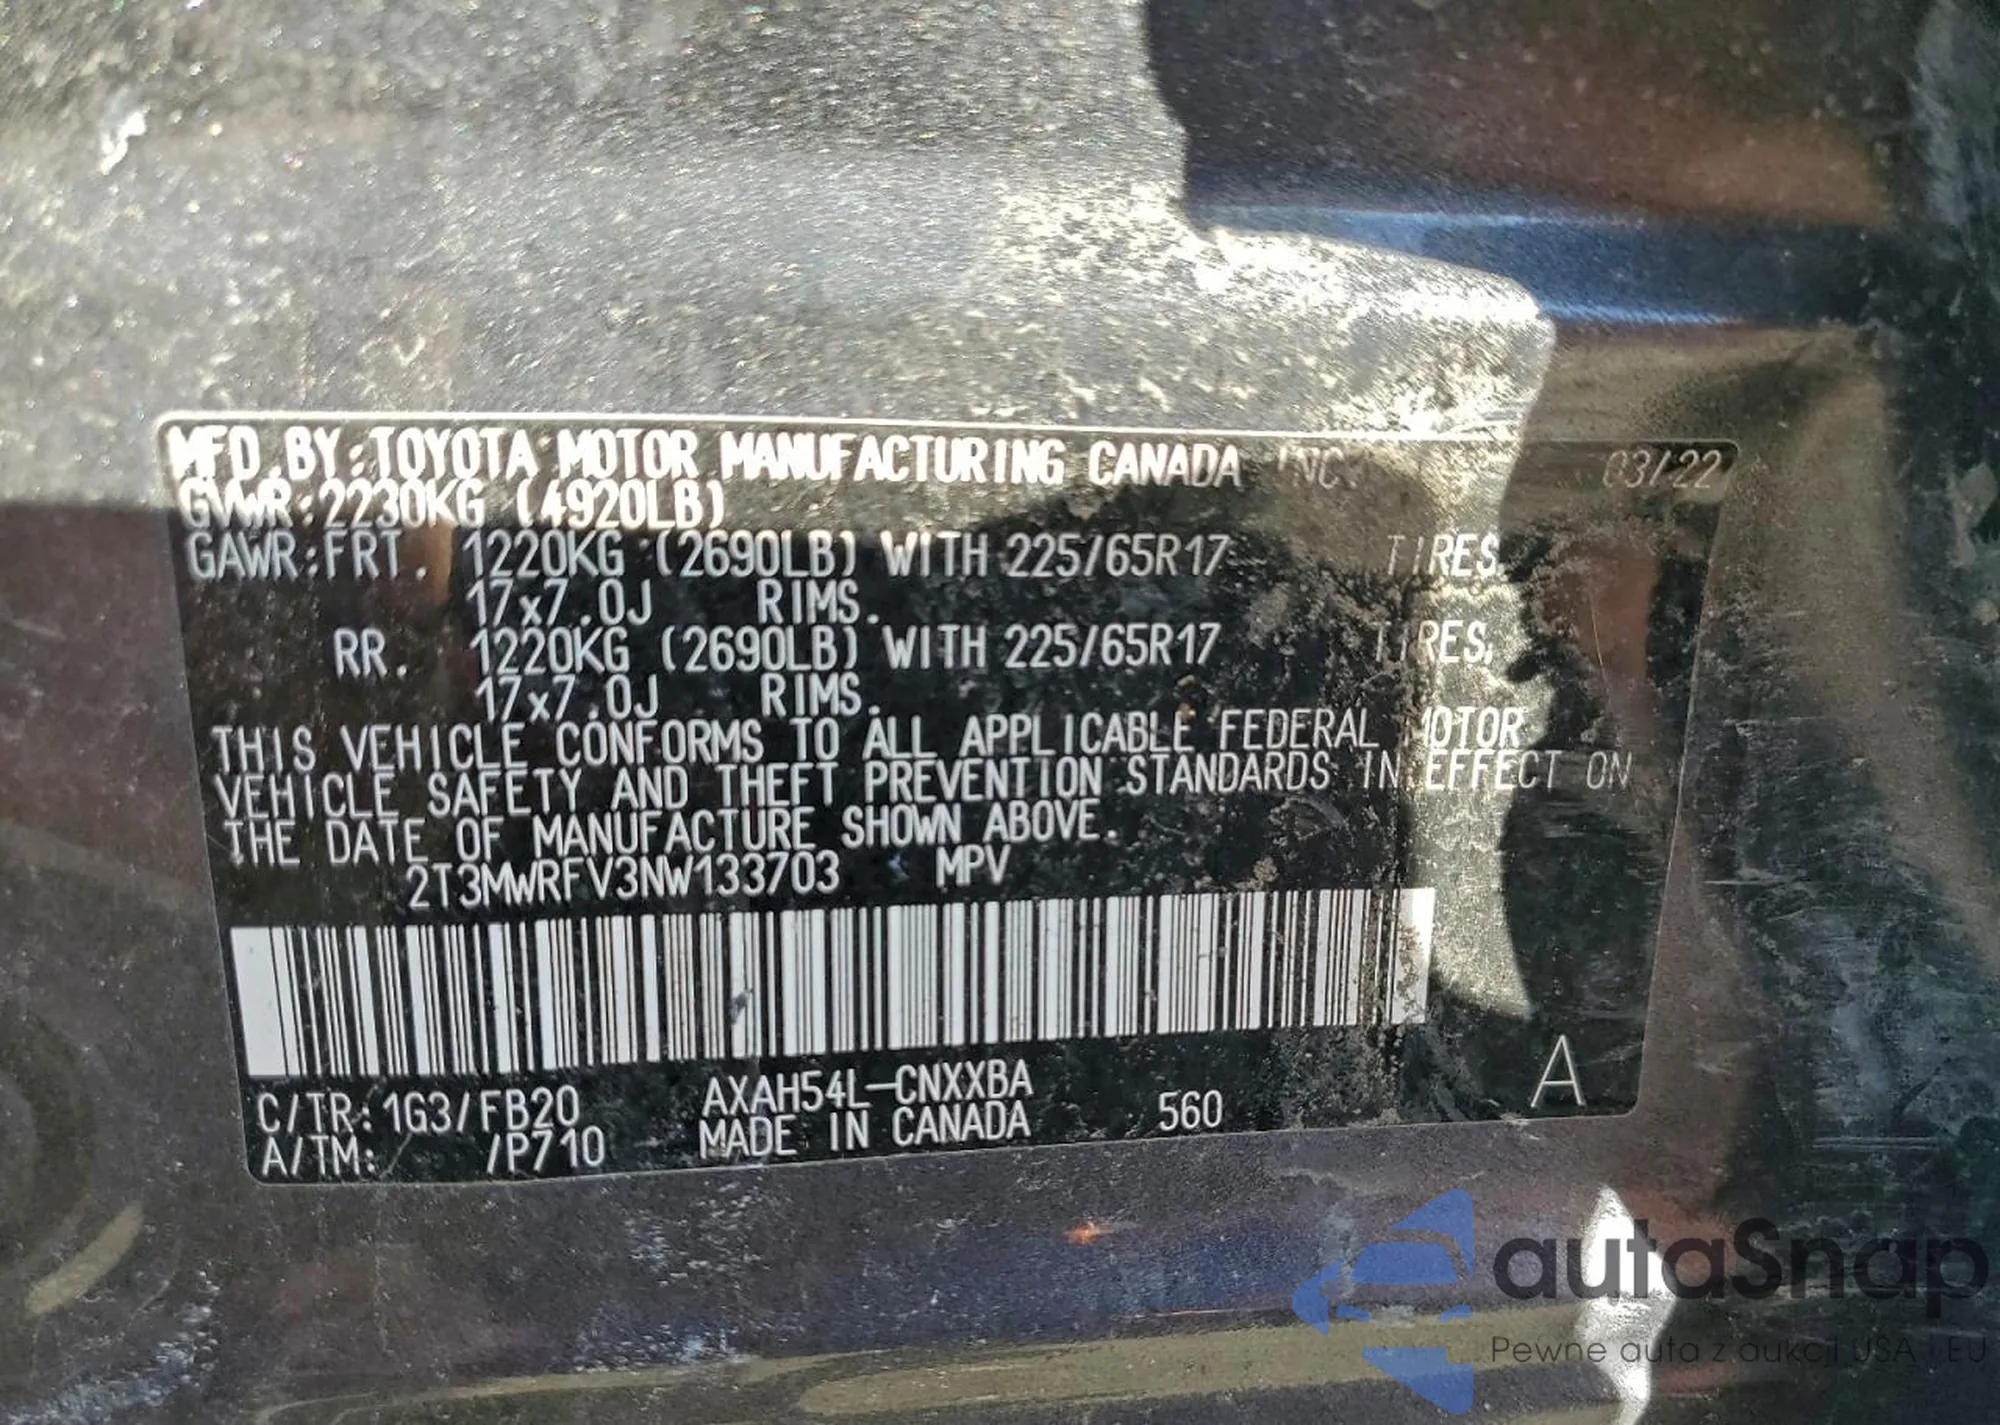 MFD.BY:TOYOTA MOTOR MANUFACTURING CANADA INC. 03/22
GVWR:2230KG (4920LB)
GAWR:FRT. 1220KG (2690LB) WITH 225/65R17 TIRES,
17x7.0J RIMS.
RR. 1220KG (2690LB) WITH 225/65R17 TIRES,
17x7.0J RIMS.
THIS VEHICLE CONFORMS TO ALL APPLICABLE FEDERAL MOTOR
VEHICLE SAFETY AND THEFT PREVENTION STANDARDS IN EFFECT ON
THE DATE OF MANUFACTURE SHOWN ABOVE.
2T3MWRFV3NW133703 MPV
C/TR:1G3/FB20 AXAH54L-CNXXBA A
A/TM: /P710 MADE IN CANADA 560
autaSnap
Pewne auta z aukcji USA i EU